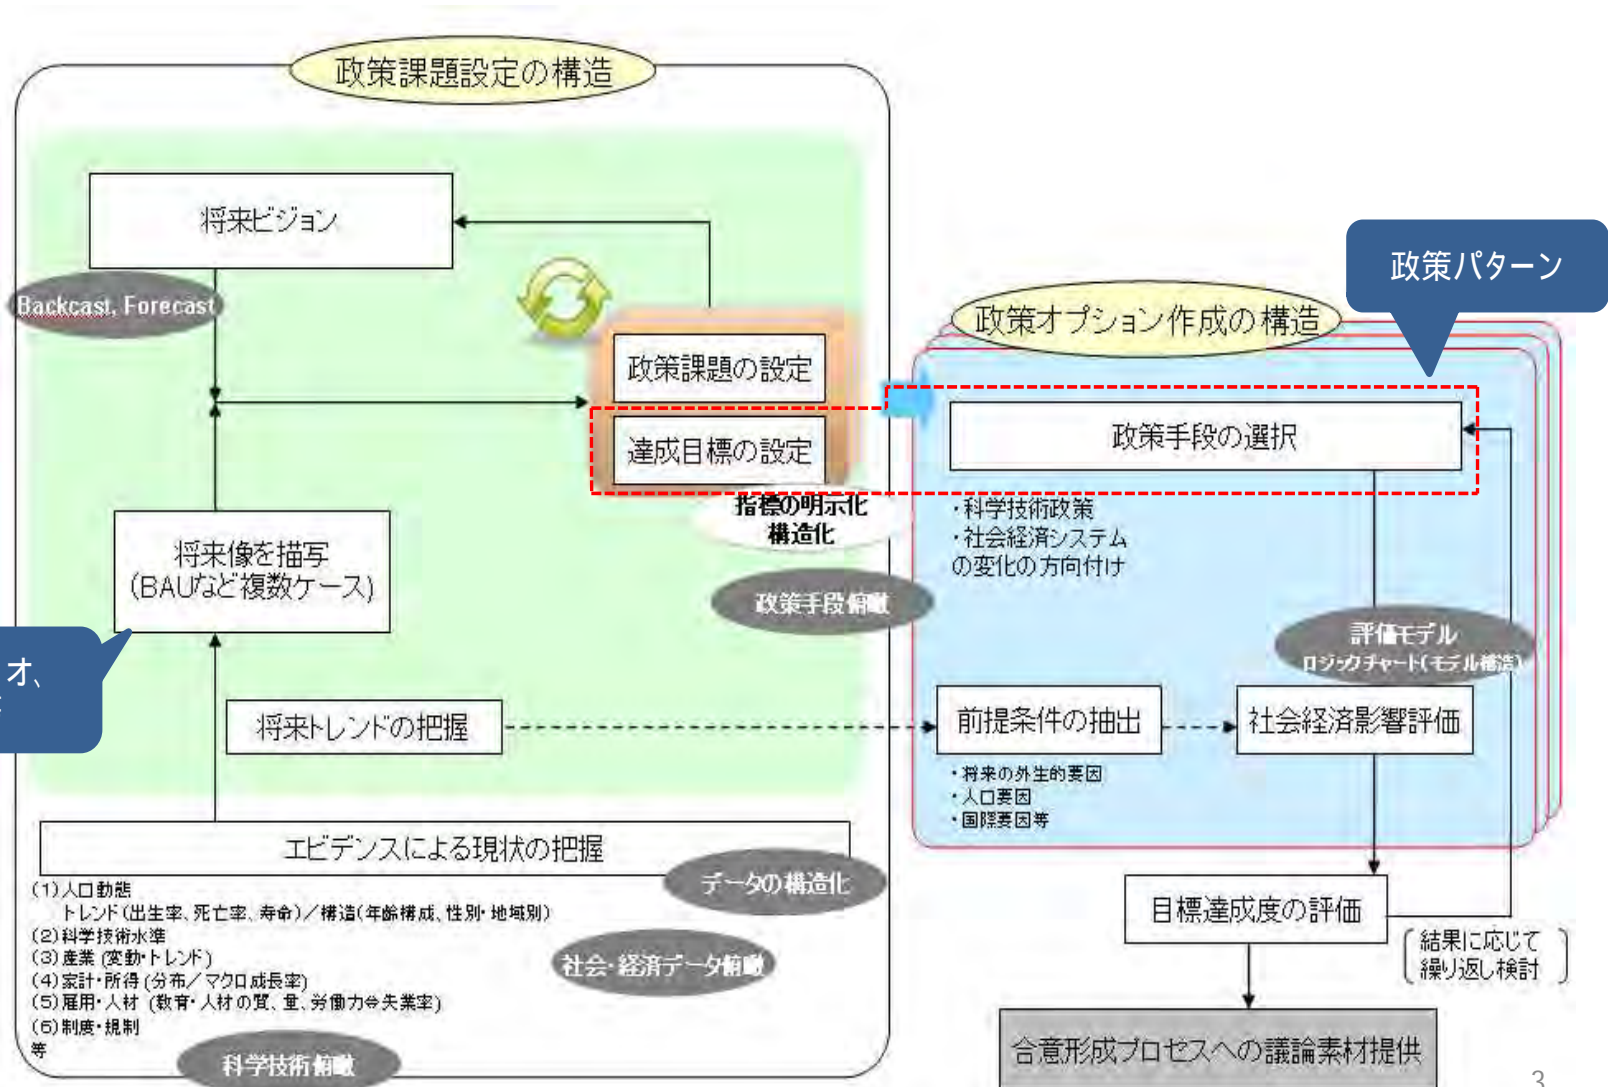 政策課題設定の構造
将来ビジョン
Backcast, Forecast
政策課題の設定
達成目標の設定
指標の明示化
構造化
将来像を描写
(BAUなど複数ケース)
政策手段俯瞰
オ、
将来トレンドの把握
エビデンスによる現状の把握
データの構造化
(1)人口動態
トレンド(出生率、死亡率、寿命)／構造(年齢構成、性別・地域別)
(2)科学技術水準
(3)産業 (変動・トレンド)
(4)家計・所得 (分布／マクロ成長率)
(5)雇用・人材 (教育・人材の質、量、労働力⇔失業率)
(6)制度・規制
等
社会・経済データ俯瞰
科学技術俯瞰
政策パターン
政策オプション作成の構造
政策手段の選択
・科学技術政策
・社会経済システム
の変化の方向付け
評価モデル
ロジックチャート(モデル構造)
前提条件の抽出
社会経済影響評価
・将来の外生的要因
・人口要因
・国際要因等
目標達成度の評価
結果に応じて
繰り返し検討
合意形成プロセスへの議論素材提供
3